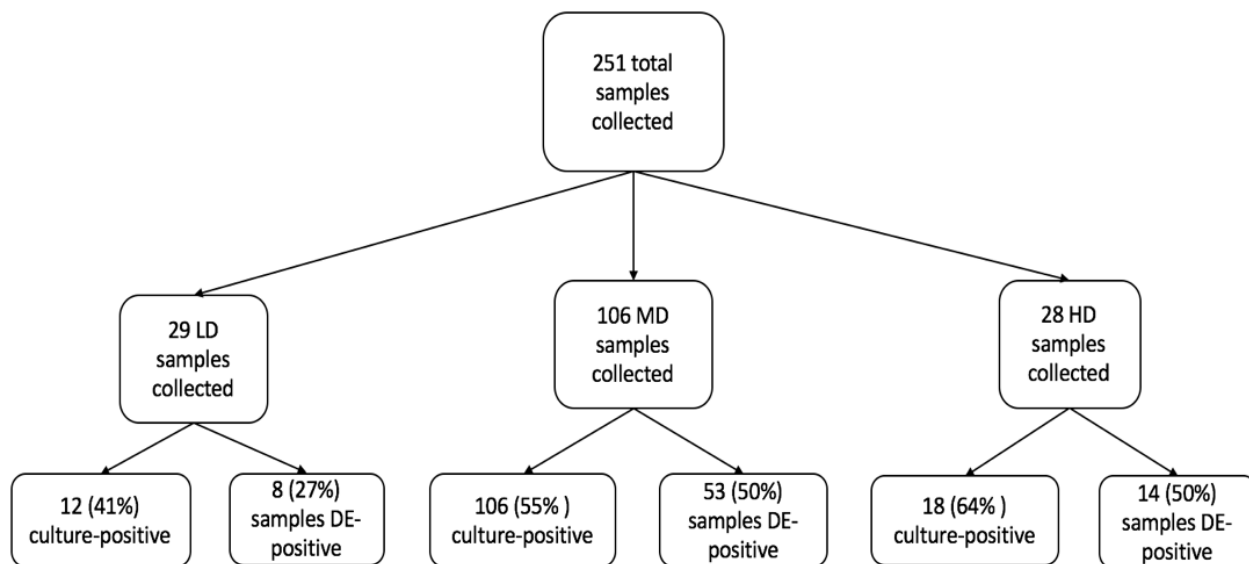 251 total
samples
collected
29 LD
samples
collected
106 MD
samples
collected
28 HD
samples
collected
12 (41%)
culture-positive
8 (27%)
samples DE-
positive
106 (55% )
culture-positive
53 (50%)
samples DE-
positive
18 (64% )
culture-positive
14 (50%)
samples DE-
positive